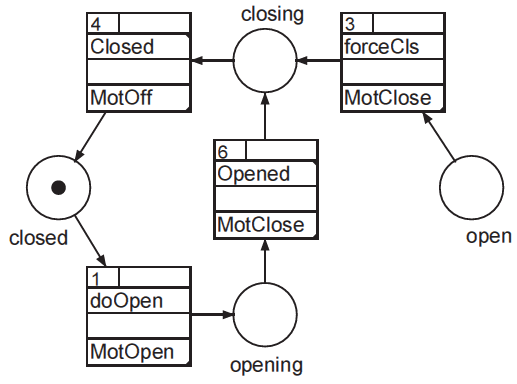 closing
4
Closed
MotOff
3
forceCls
MotClose
6
Opened
MotClose
closed
open
1
doOpen
MotOpen
opening